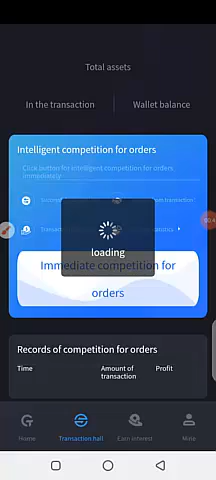 Total assets
In the transaction
Wallet balance
Intelligent competition for orders
Click button for intelligent competition for orders
immediately
loading
Immediate competition for
orders
Records of competition for orders
Time
Amount of
transaction
Profit
Home
Transaction hall
Earn interest
Mine